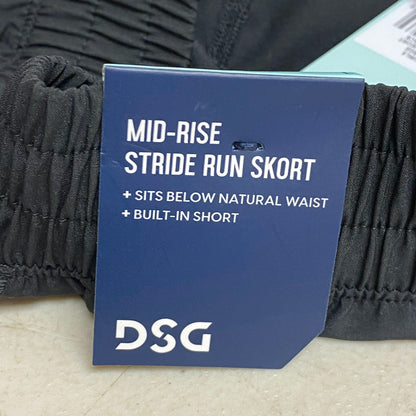 MID-RISE
STRIDE RUN SKORT
+ SITS BELOW NATURAL WAIST
+ BUILT-IN SHORT
DSG